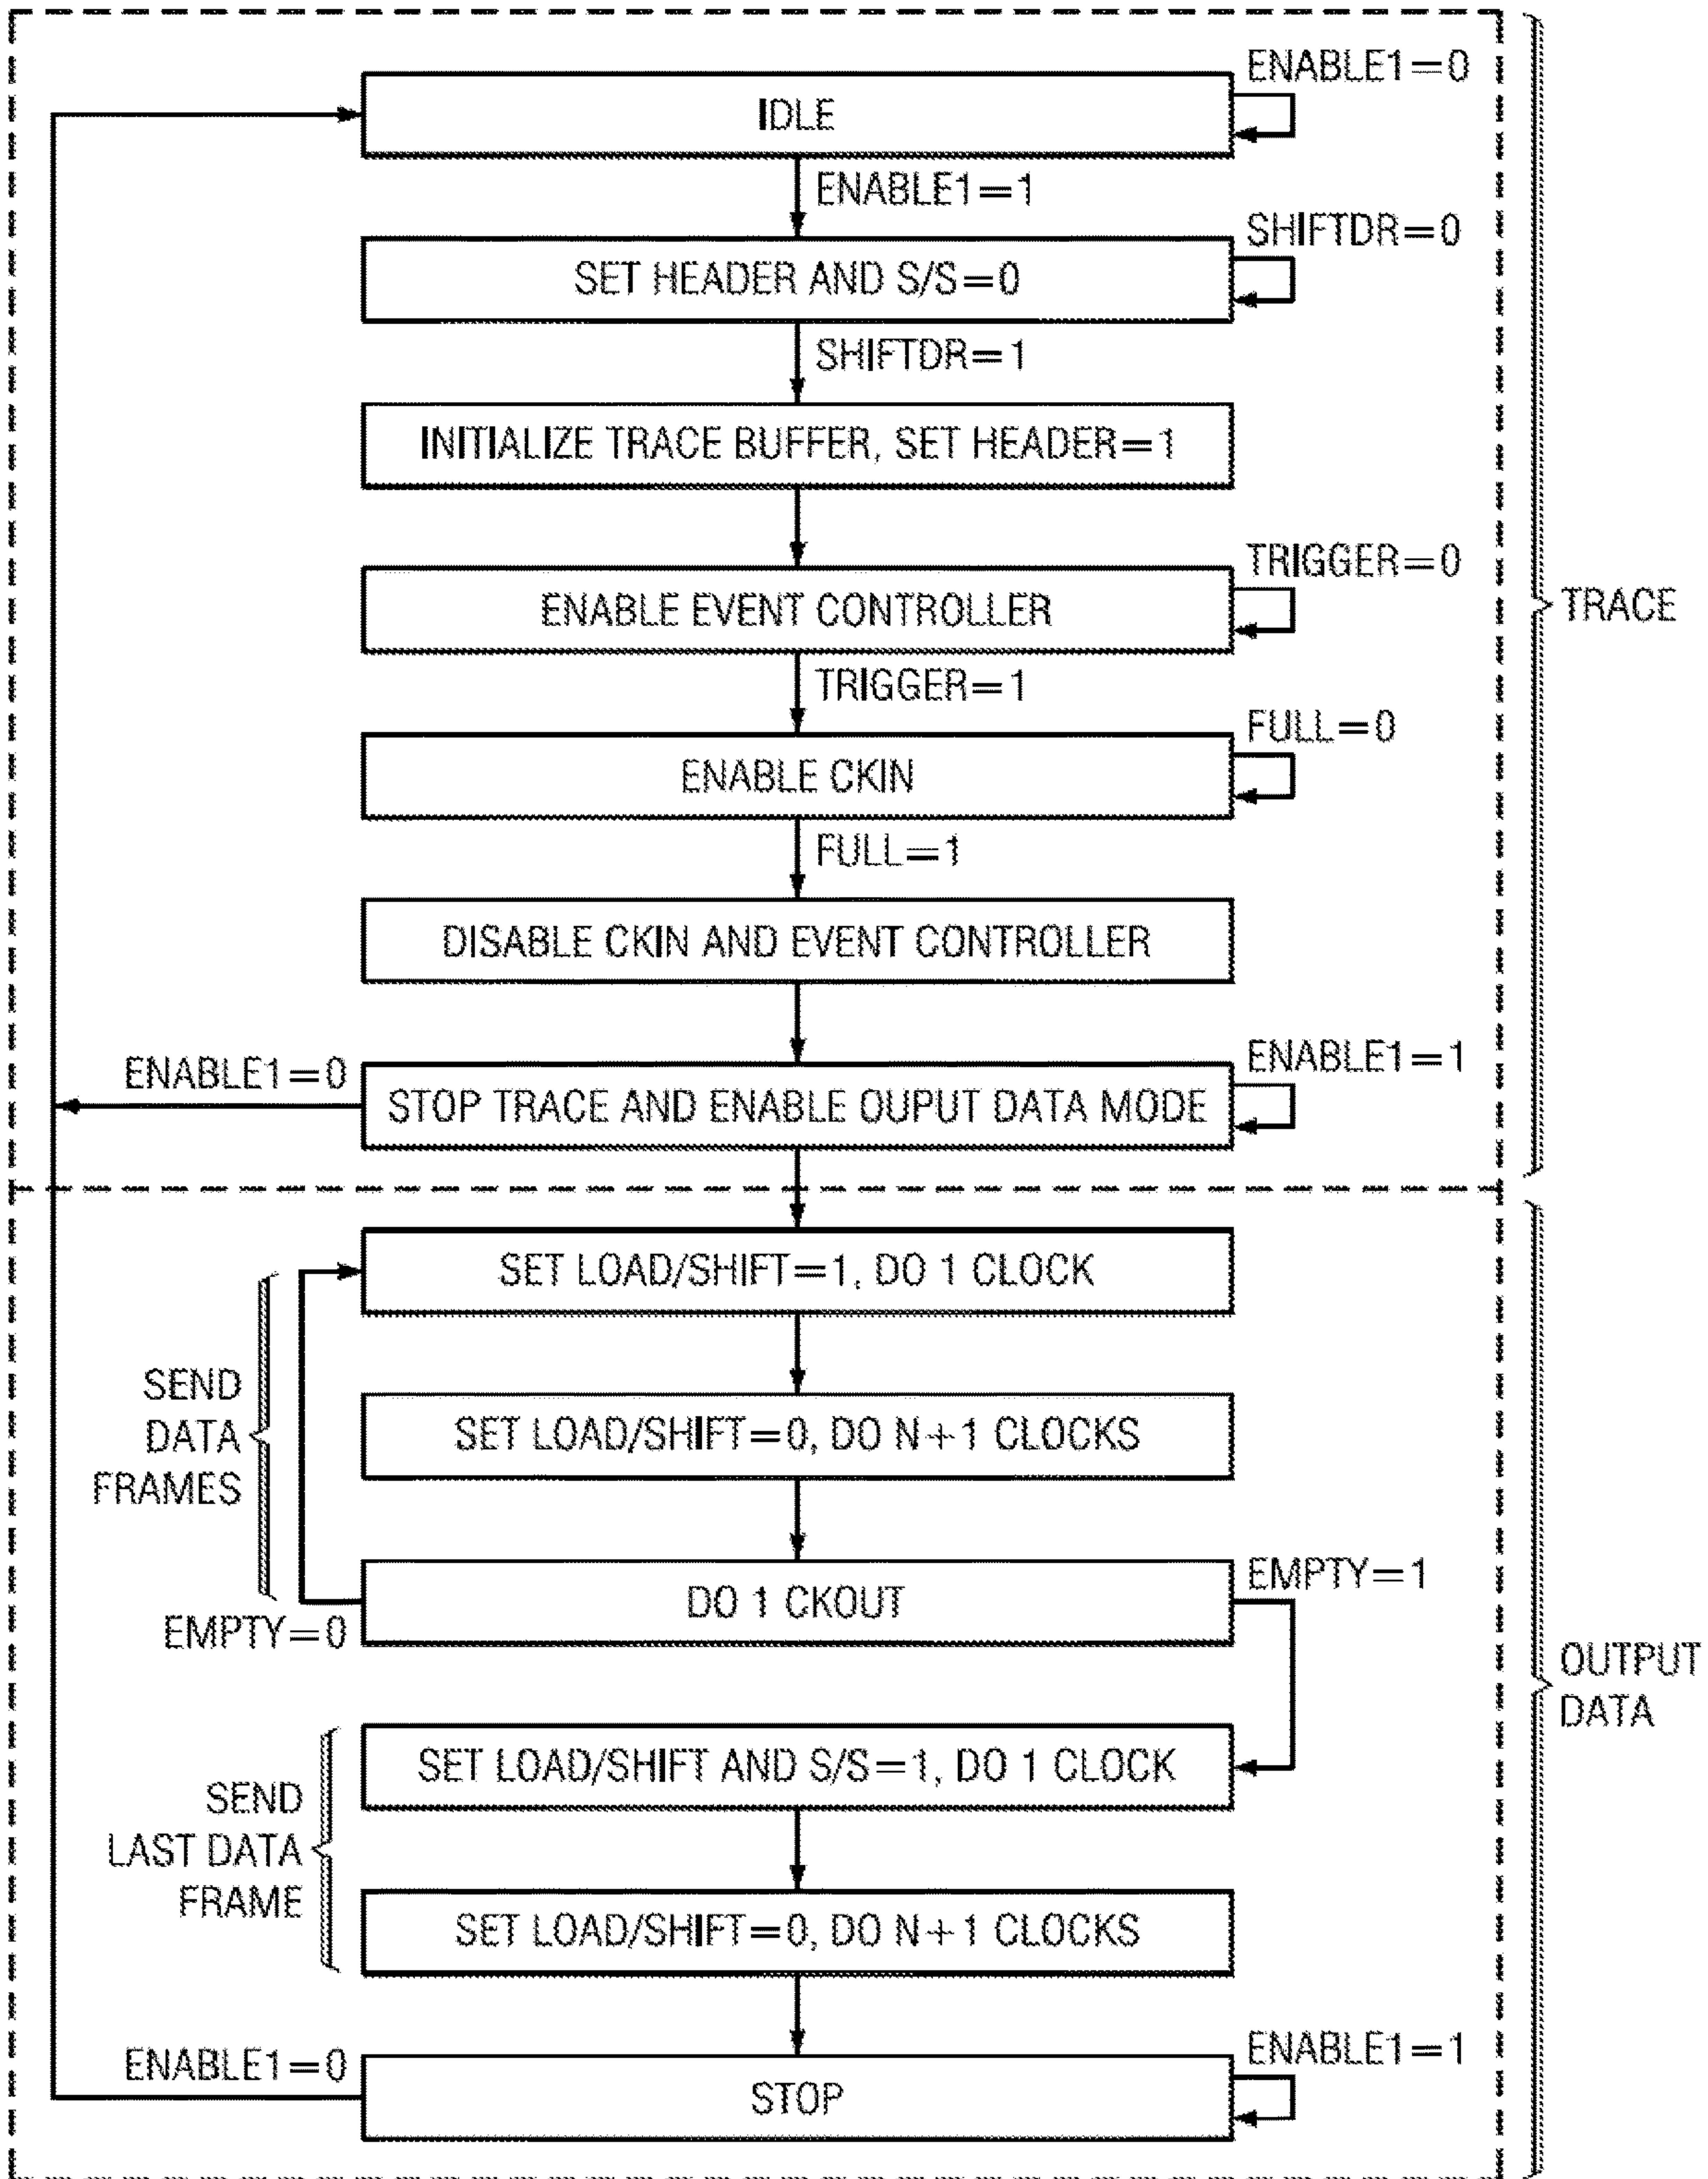 ENABLE1=0
IDLE
ENABLE1=1
SHIFTDR=0
SET HEADER AND S/S=0
SHIFTDR=1
INITIALIZE TRACE BUFFER, SET HEADER=1
TRIGGER=0
ENABLE EVENT CONTROLLER
TRACE
TRIGGER=1
FULL=0
ENABLE CKIN
FULL=1
DISABLE CKIN AND EVENT CONTROLLER
ENABLE1=0
ENABLE1=1
STOP TRACE AND ENABLE OUPUT DATA MODE
SET LOAD/SHIFT=1, DO 1 CLOCK
SEND
DATA
FRAMES
SET LOAD/SHIFT=0, DO N+1 CLOCKS
EMPTY=1
DO 1 CKOUT
EMPTY=0
OUTPUT
DATA
SET LOAD/SHIFT AND S/S=1, DO 1 CLOCK
SEND
LAST DATA
FRAME
SET LOAD/SHIFT=0, DO N+1 CLOCKS
ENABLE1=0
ENABLE1=1
STOP